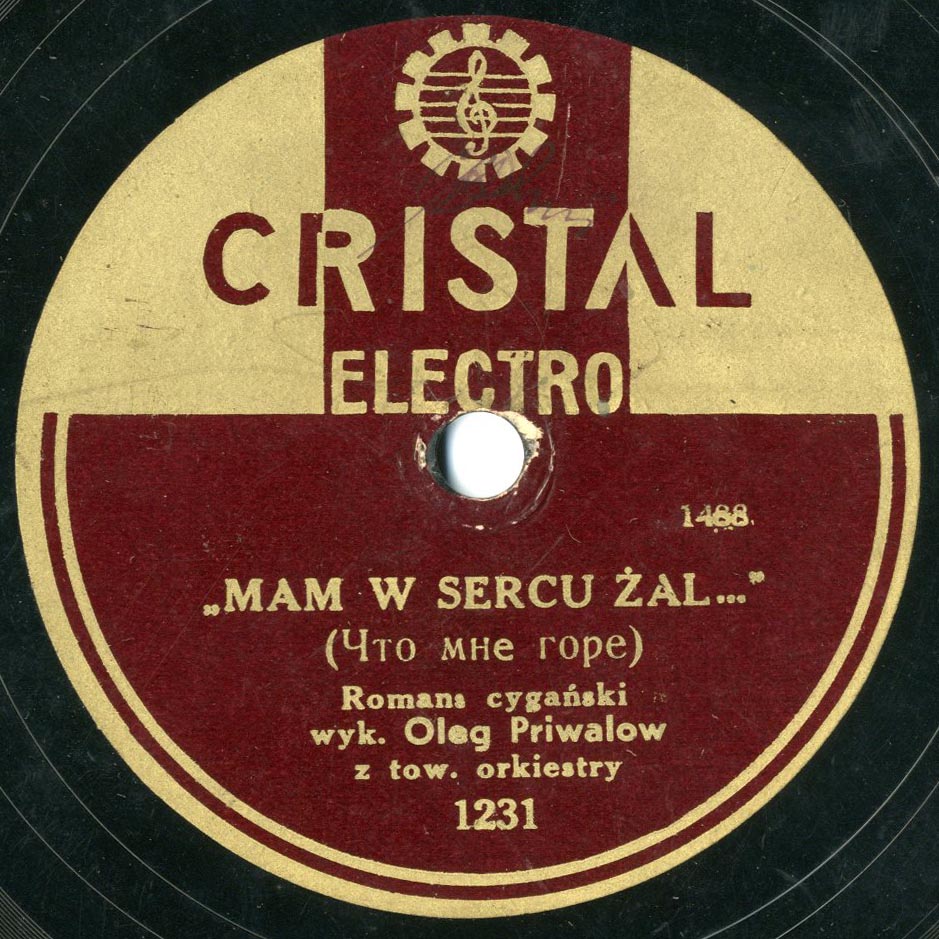 CRISTAL
ELECTRO
1488
„MAM W SERCU ŻAL..."
(Что мне горе)
Romans cygański
wyk. Oleg Priwalow
z tow. orkiestry
1231